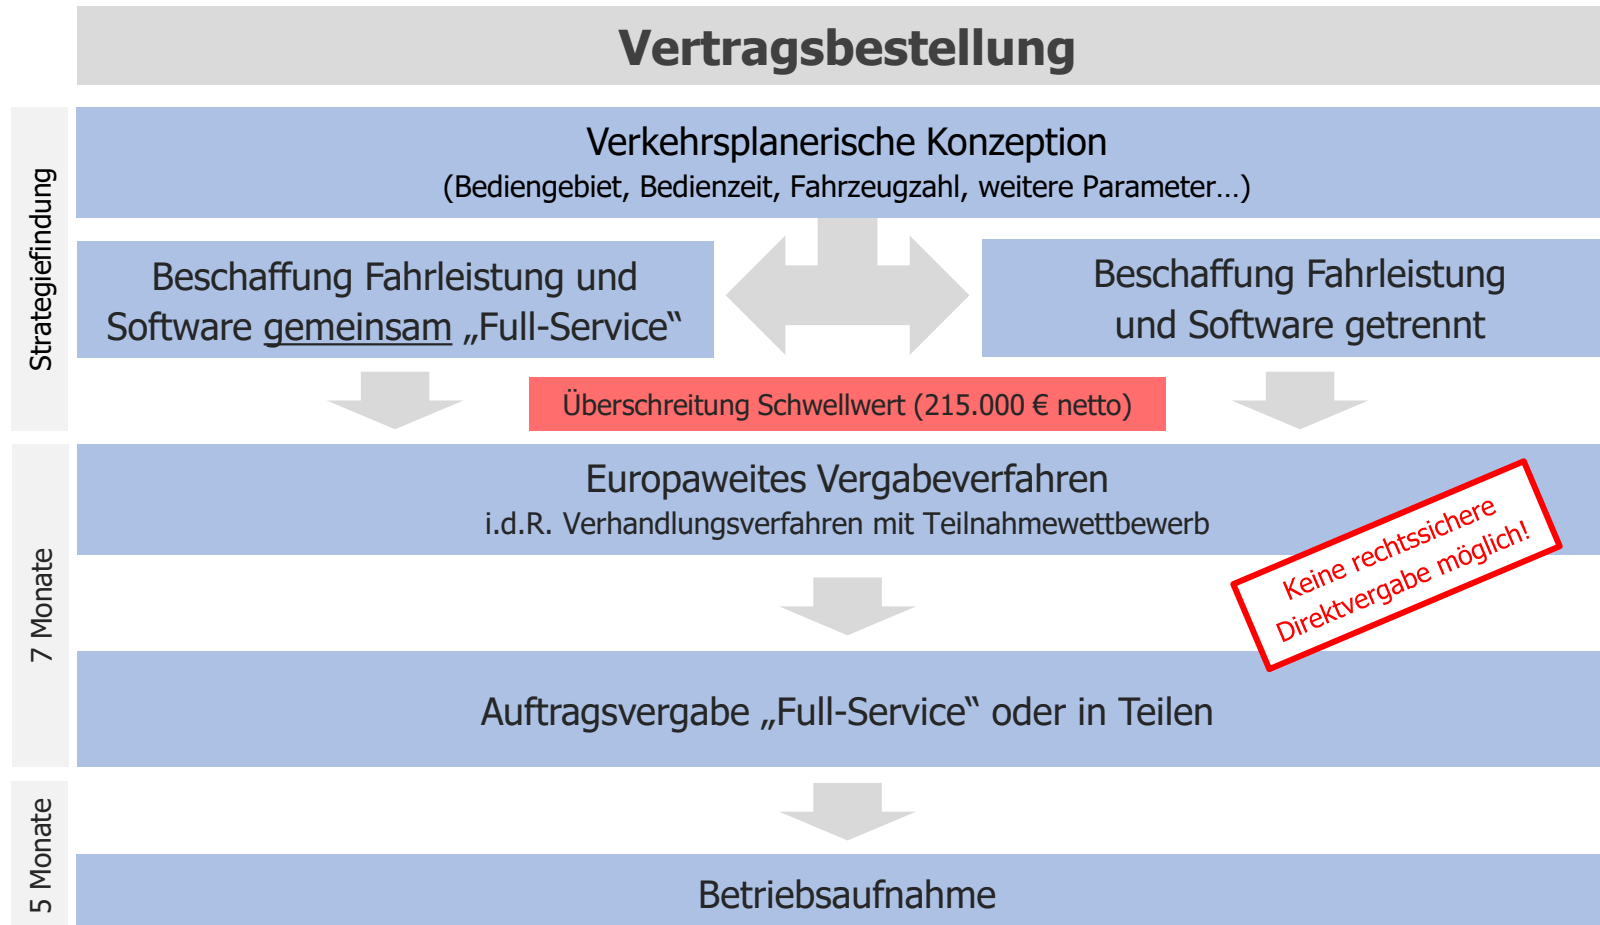 Vertragsbestellung
Strategiefindung
Verkehrsplanerische Konzeption
(Bediengebiet, Bedienzeit, Fahrzeugzahl, weitere Parameter…)
Beschaffung Fahrleistung und
Software gemeinsam „Full-Service“
Beschaffung Fahrleistung
und Software getrennt
Überschreitung Schwellwert (215.000 € netto)
7 Monate
Europaweites Vergabeverfahren
i.d.R. Verhandlungsverfahren mit Teilnahmewettbewerb
Keine rechtssichere
Direktvergabe möglich!
Auftragsvergabe „Full-Service“ oder in Teilen
5 Monate
Betriebsaufnahme